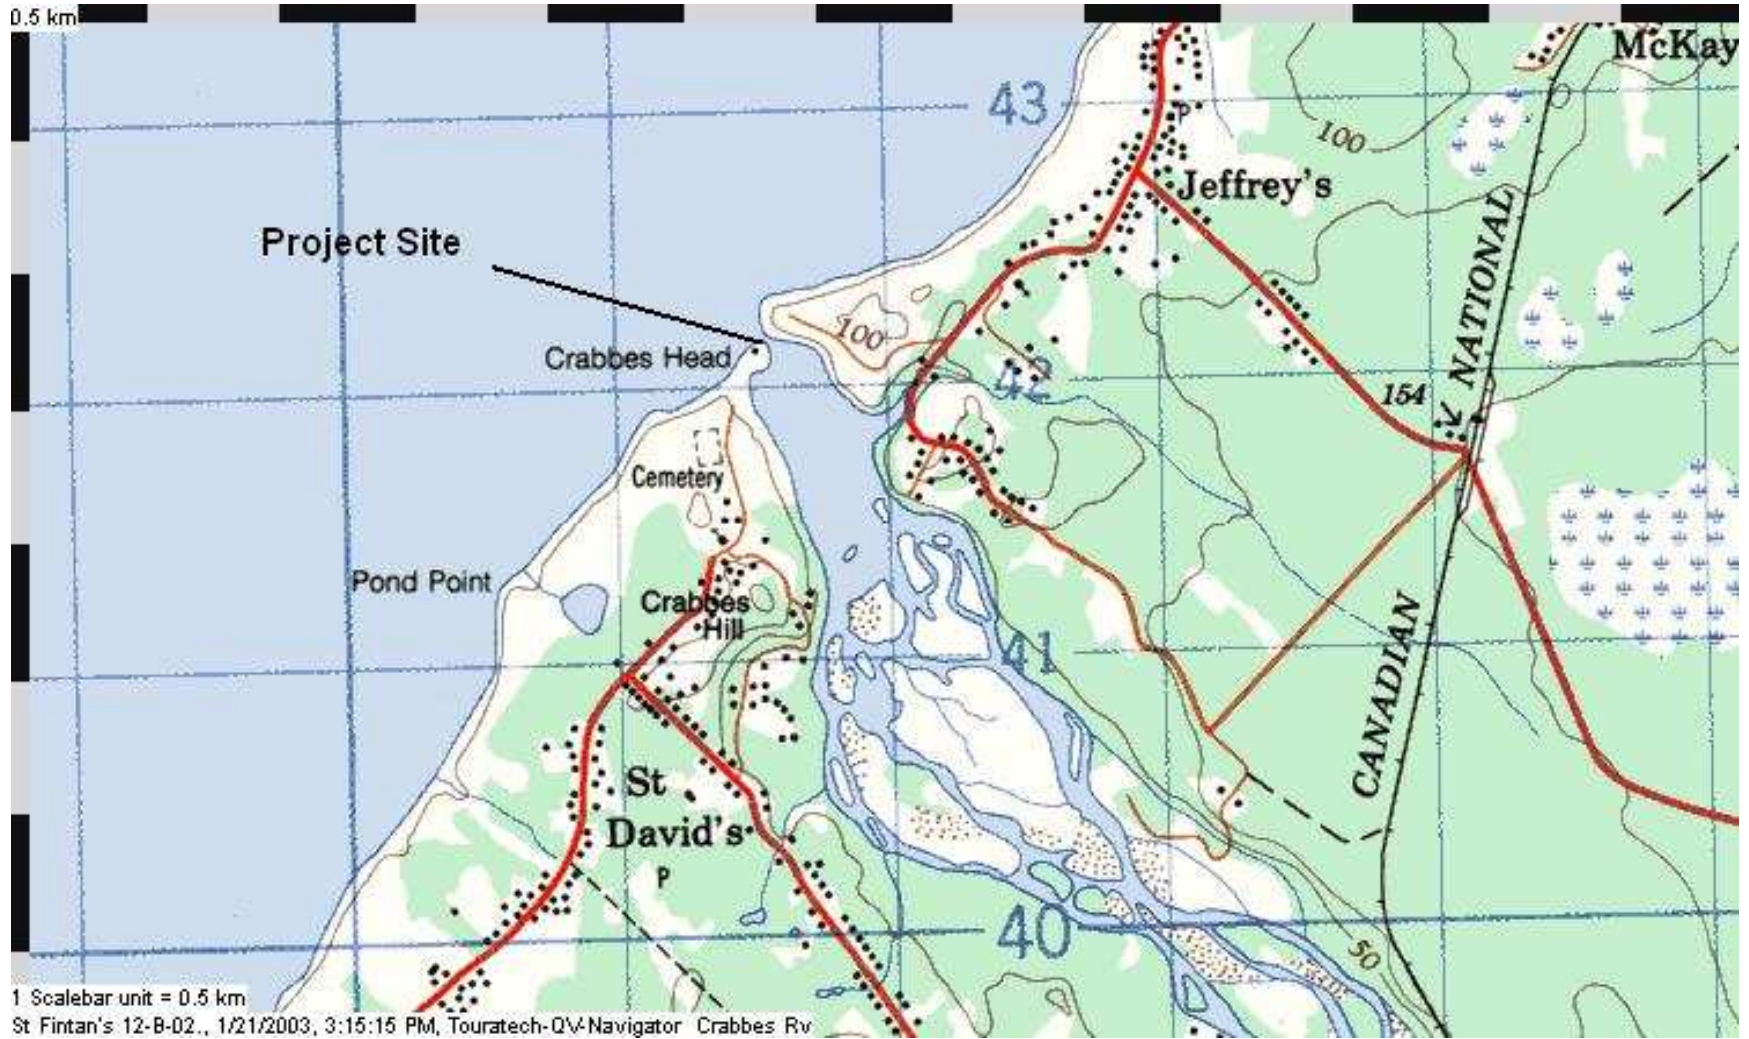 0.5 km
McKay
43
P
100
Jeffrey's
Project Site
NATIONAL
100
Crabbes Head
42
154
Cemetery
Pond Point
Crabbes
Hill
41
CANADIAN
St
David's
P
40
50
1 Scalebar unit = 0.5 km
St Fintan's 12-B-02., 1/21/2003, 3:15:15 PM, Touratech-QV-Navigator Crabbes Rv